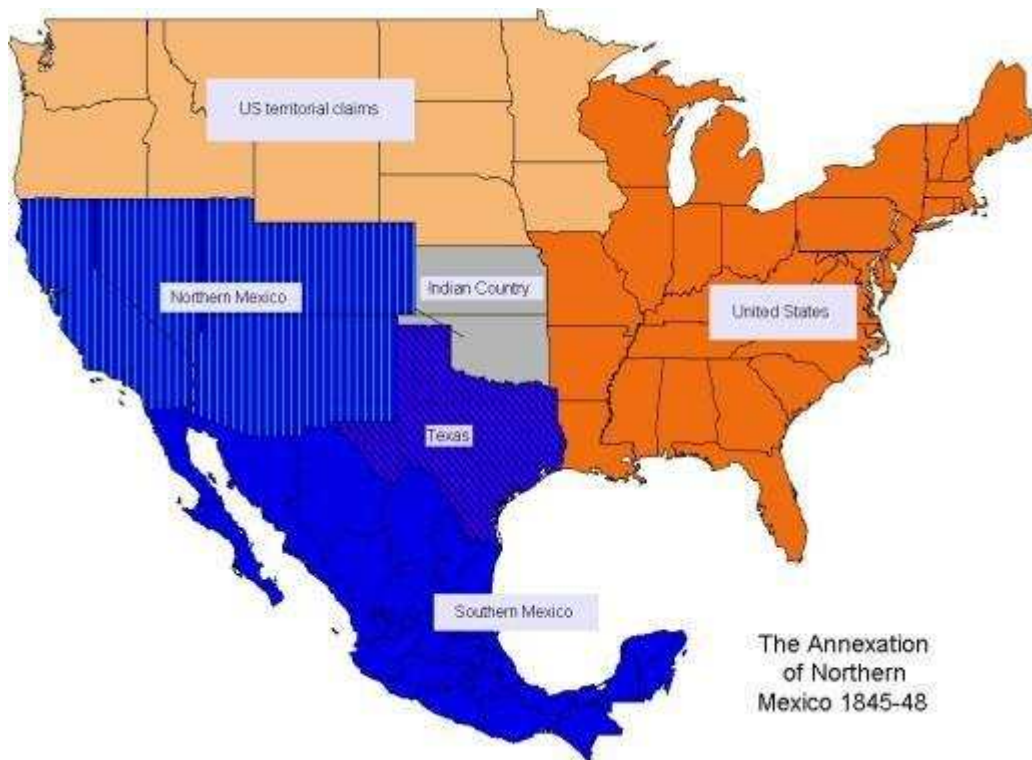 US territorial claims
Northern Mexico
Indian Country
United States
Texas
Southern Mexico
The Annexation
of Northern
Mexico 1845-48